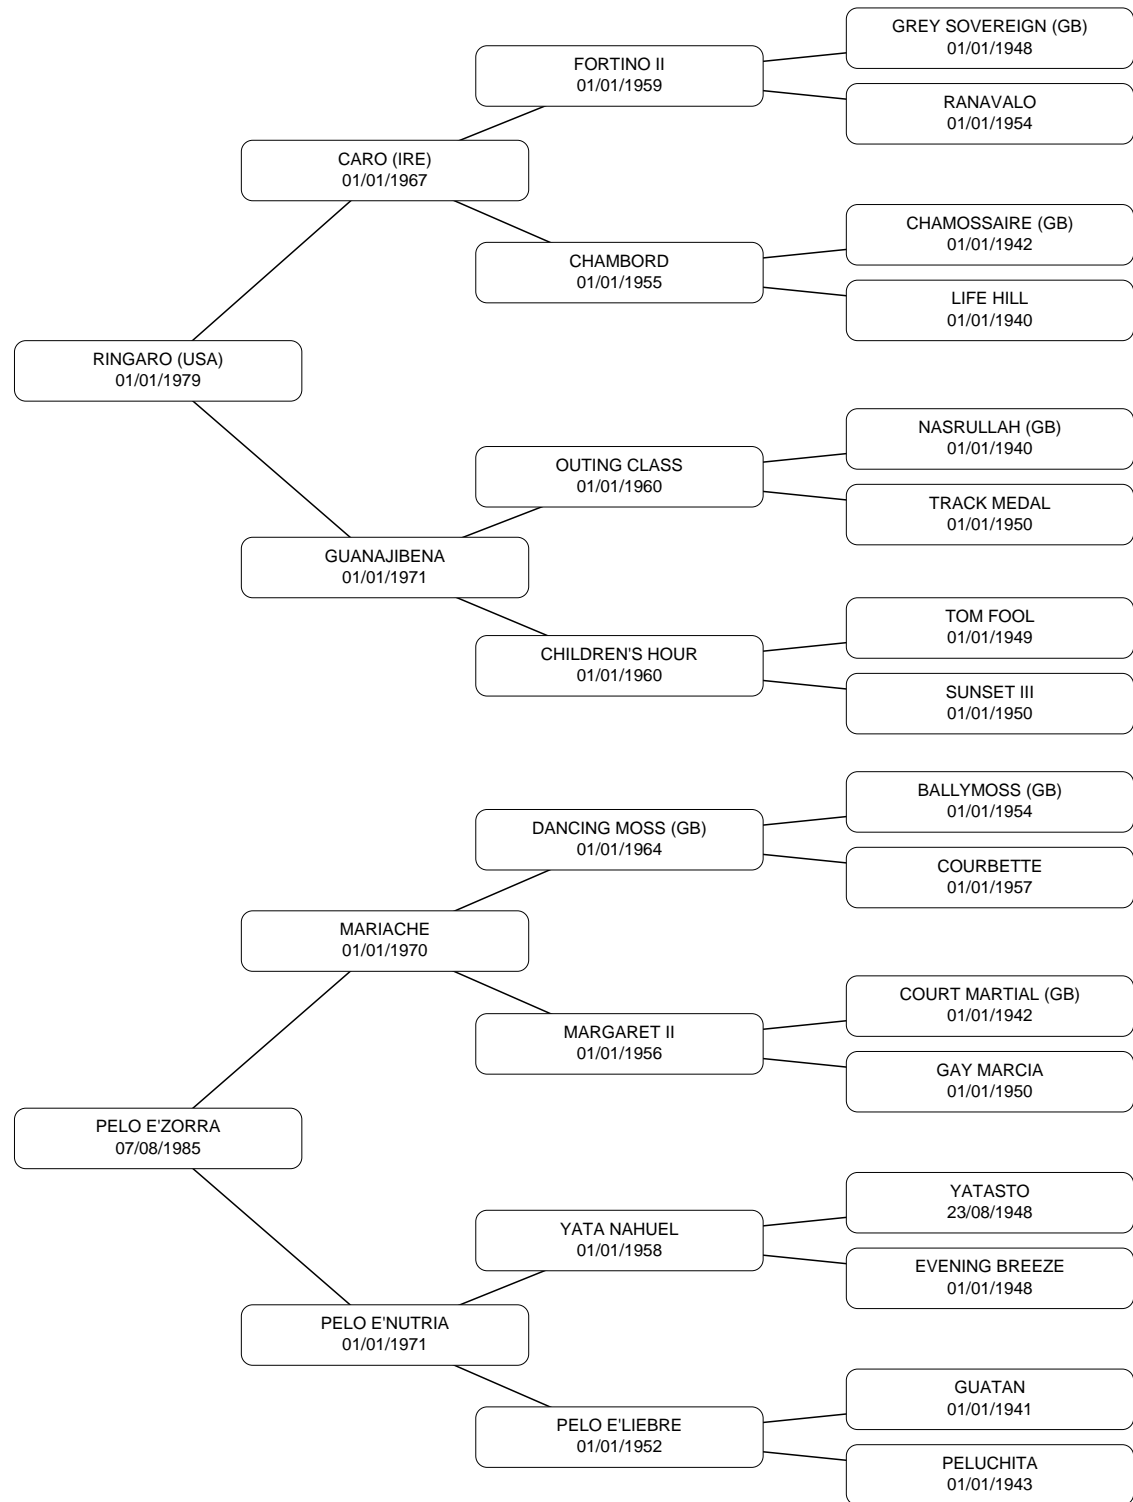 GREY SOVEREIGN (GB)
01/01/1948
FORTINO II
01/01/1959
RANAVALO
01/01/1954
CARO (IRE)
01/01/1967
CHAMOSSAIRE (GB)
01/01/1942
CHAMBORD
01/01/1955
LIFE HILL
01/01/1940
RINGARO (USA)
01/01/1979
NASRULLAH (GB)
01/01/1940
OUTING CLASS
01/01/1960
TRACK MEDAL
01/01/1950
GUANAJIBENA
01/01/1971
TOM FOOL
01/01/1949
CHILDREN'S HOUR
01/01/1960
SUNSET III
01/01/1950
BALLYMOSS (GB)
01/01/1954
DANCING MOSS (GB)
01/01/1964
COURBETTE
01/01/1957
MARIACHE
01/01/1970
COURT MARTIAL (GB)
01/01/1942
MARGARET II
01/01/1956
GAY MARCIA
01/01/1950
PELO E'ZORRA
07/08/1985
YATASTO
23/08/1948
YATA NAHUEL
01/01/1958
EVENING BREEZE
01/01/1948
PELO E'NUTRIA
01/01/1971
GUATAN
01/01/1941
PELO E'LIEBRE
01/01/1952
PELUCHITA
01/01/1943